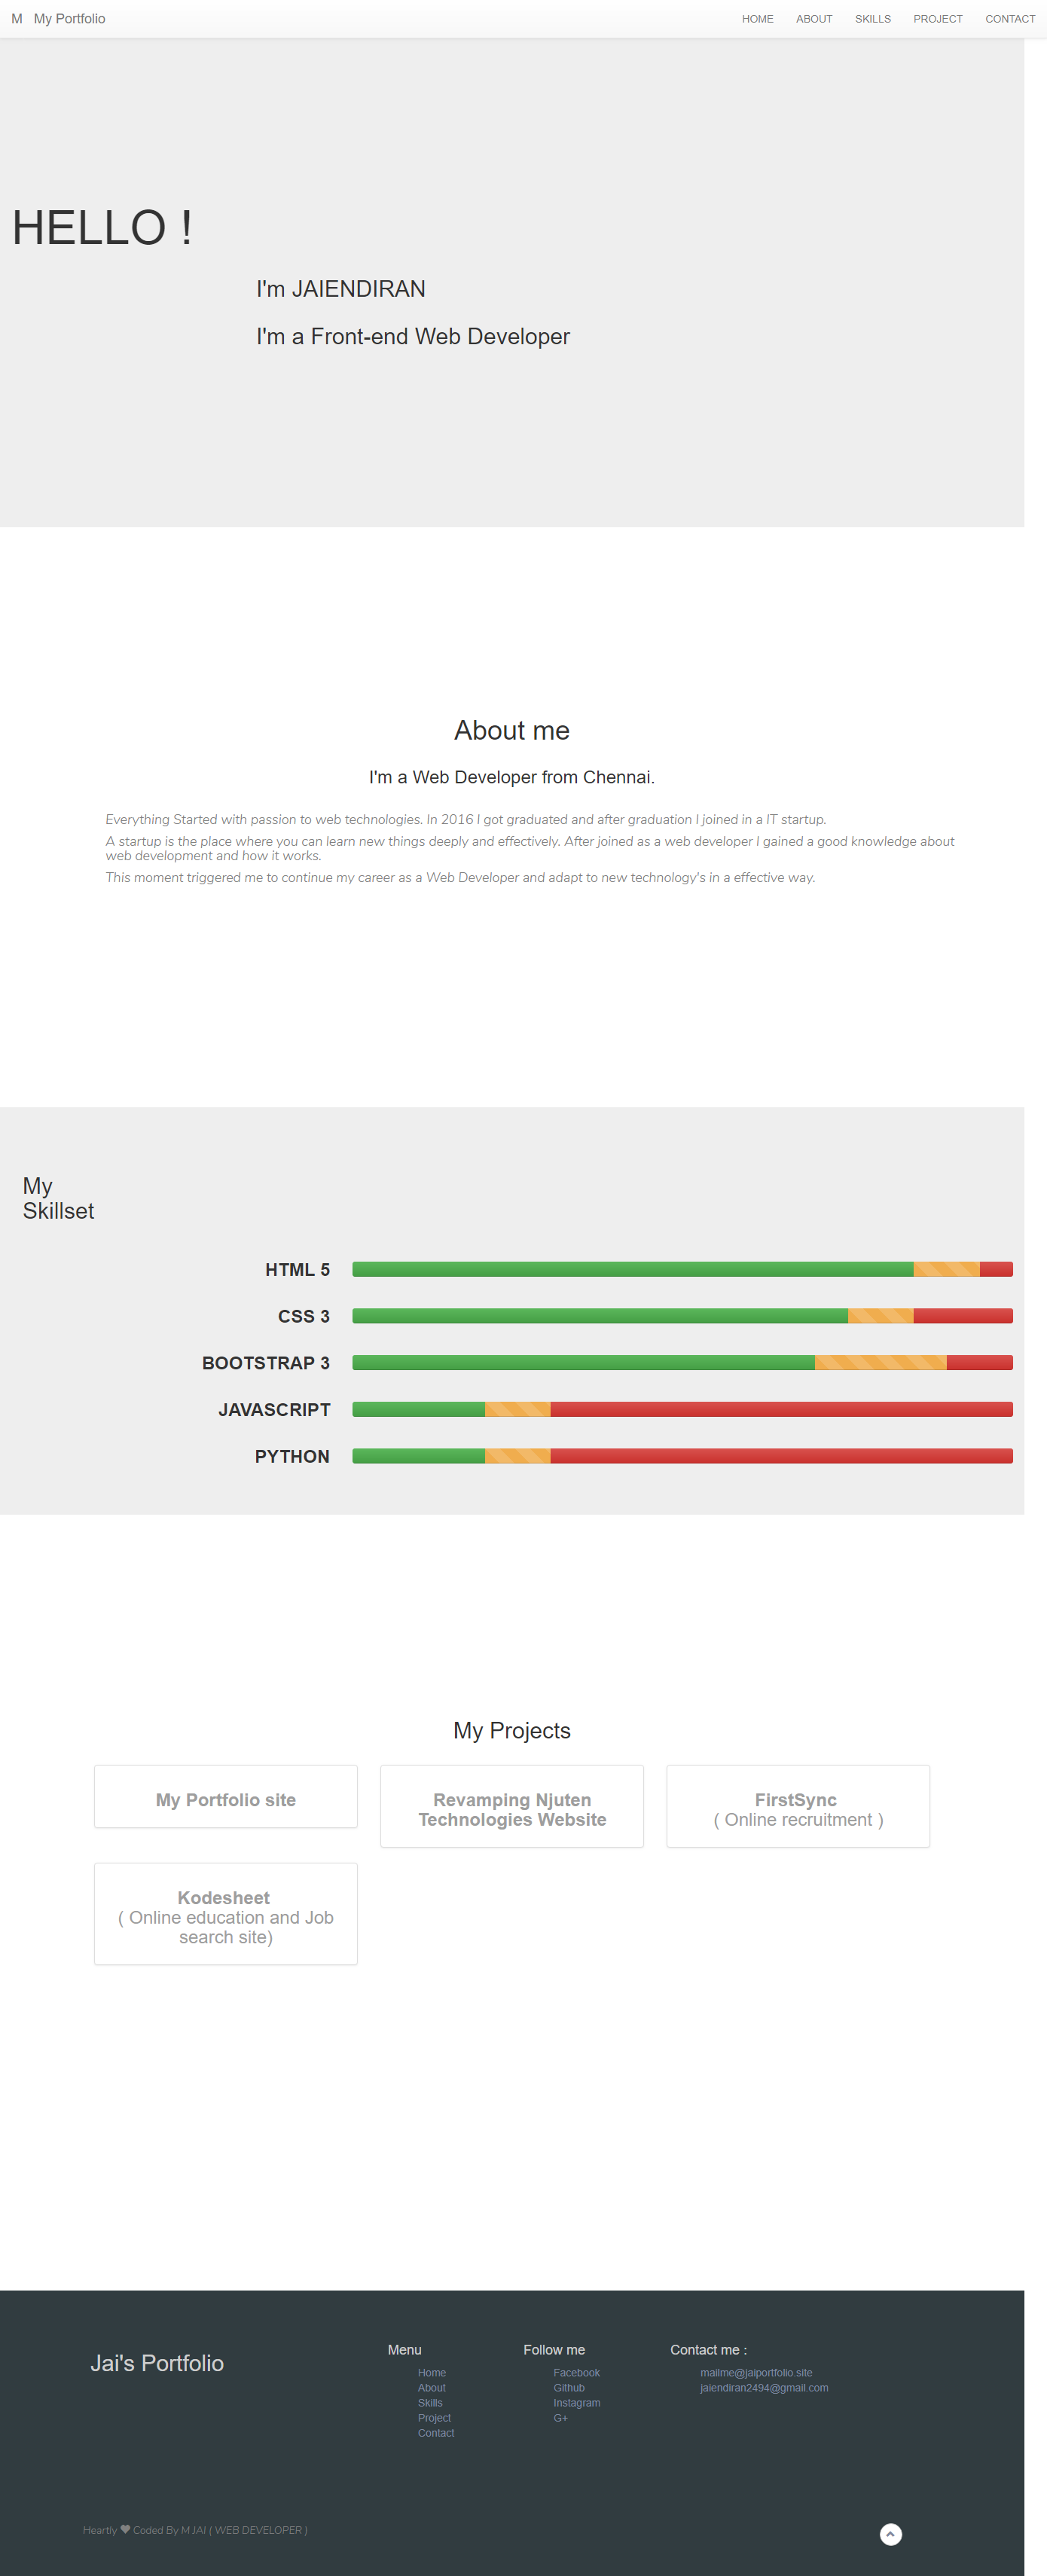 M My Portfolio
HOME ABOUT SKILLS PROJECT CONTACT
HELLO !
I'm JAIENDIRAN
I'm a Front-end Web Developer
About me
I'm a Web Developer from Chennai.
Everything Started with passion to web technologies. In 2016 I got graduated and after graduation I joined in a IT startup.
A startup is the place where you can learn new things deeply and effectively. After joined as a web developer I gained a good knowledge about
web development and how it works.
This moment triggered me to continue my career as a Web Developer and adapt to new technology's in a effective way.
My
Skillset
HTML 5
CSS 3
BOOTSTRAP 3
JAVASCRIPT
PYTHON
My Projects
My Portfolio site
Revamping Njuten
Technologies Website
FirstSync
( Online recruitment )
Kodesheet
( Online education and Job
search site)
Jai's Portfolio
Menu
Home
About
Skills
Project
Contact
Follow me
Facebook
Github
Instagram
G+
Contact me :
mailme@jaiportfolio.site
jaiendiran2494@gmail.com
Heartly ♥ Coded By M JAI ( WEB DEVELOPER )